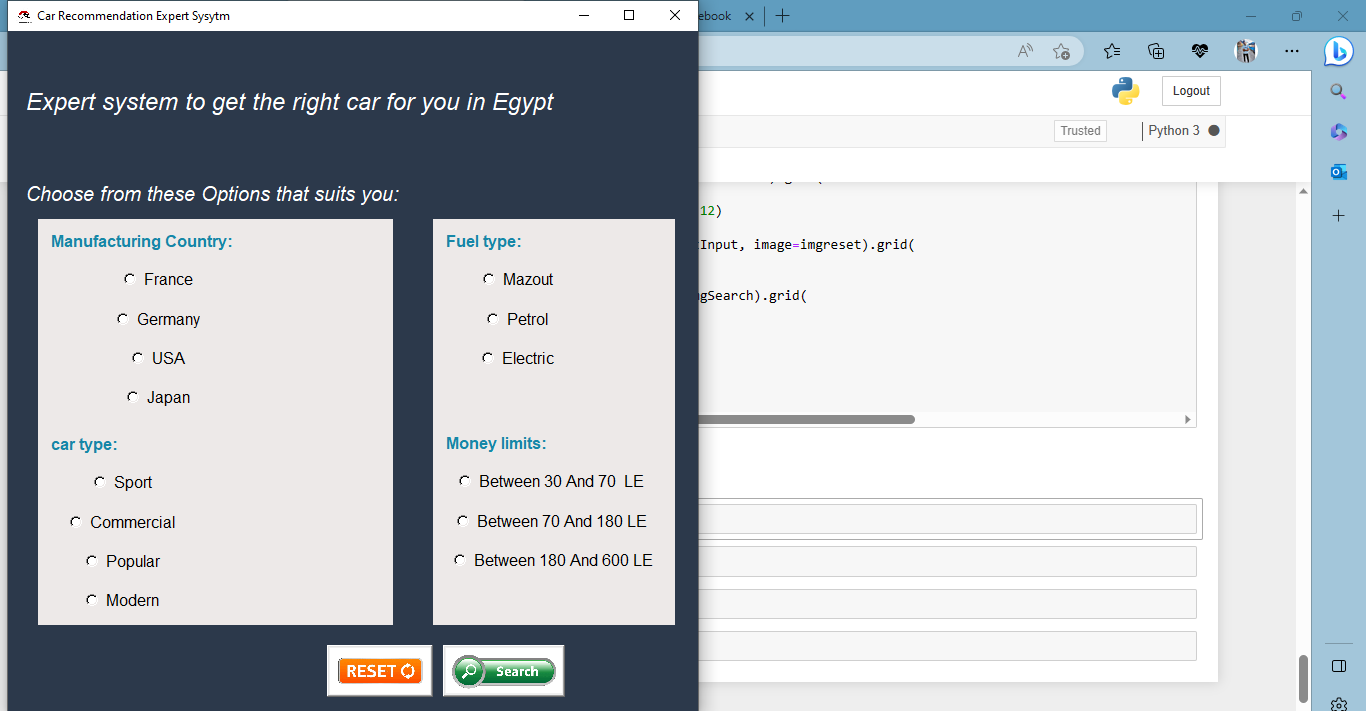 Car Recommendation Expert Sysytm
ebook
Expert system to get the right car for you in Egypt
Logout
Trusted
Python 3
Choose from these Options that suits you:
12)
Input, image=imgreset).grid(
gSearch).grid(
Manufacturing Country:
France
Germany
USA
Japan
car type:
Sport
Commercial
Popular
Modern
Fuel type:
Mazout
Petrol
Electric
Money limits:
Between 30 And 70 LE
Between 70 And 180 LE
Between 180 And 600 LE
RESET
Search